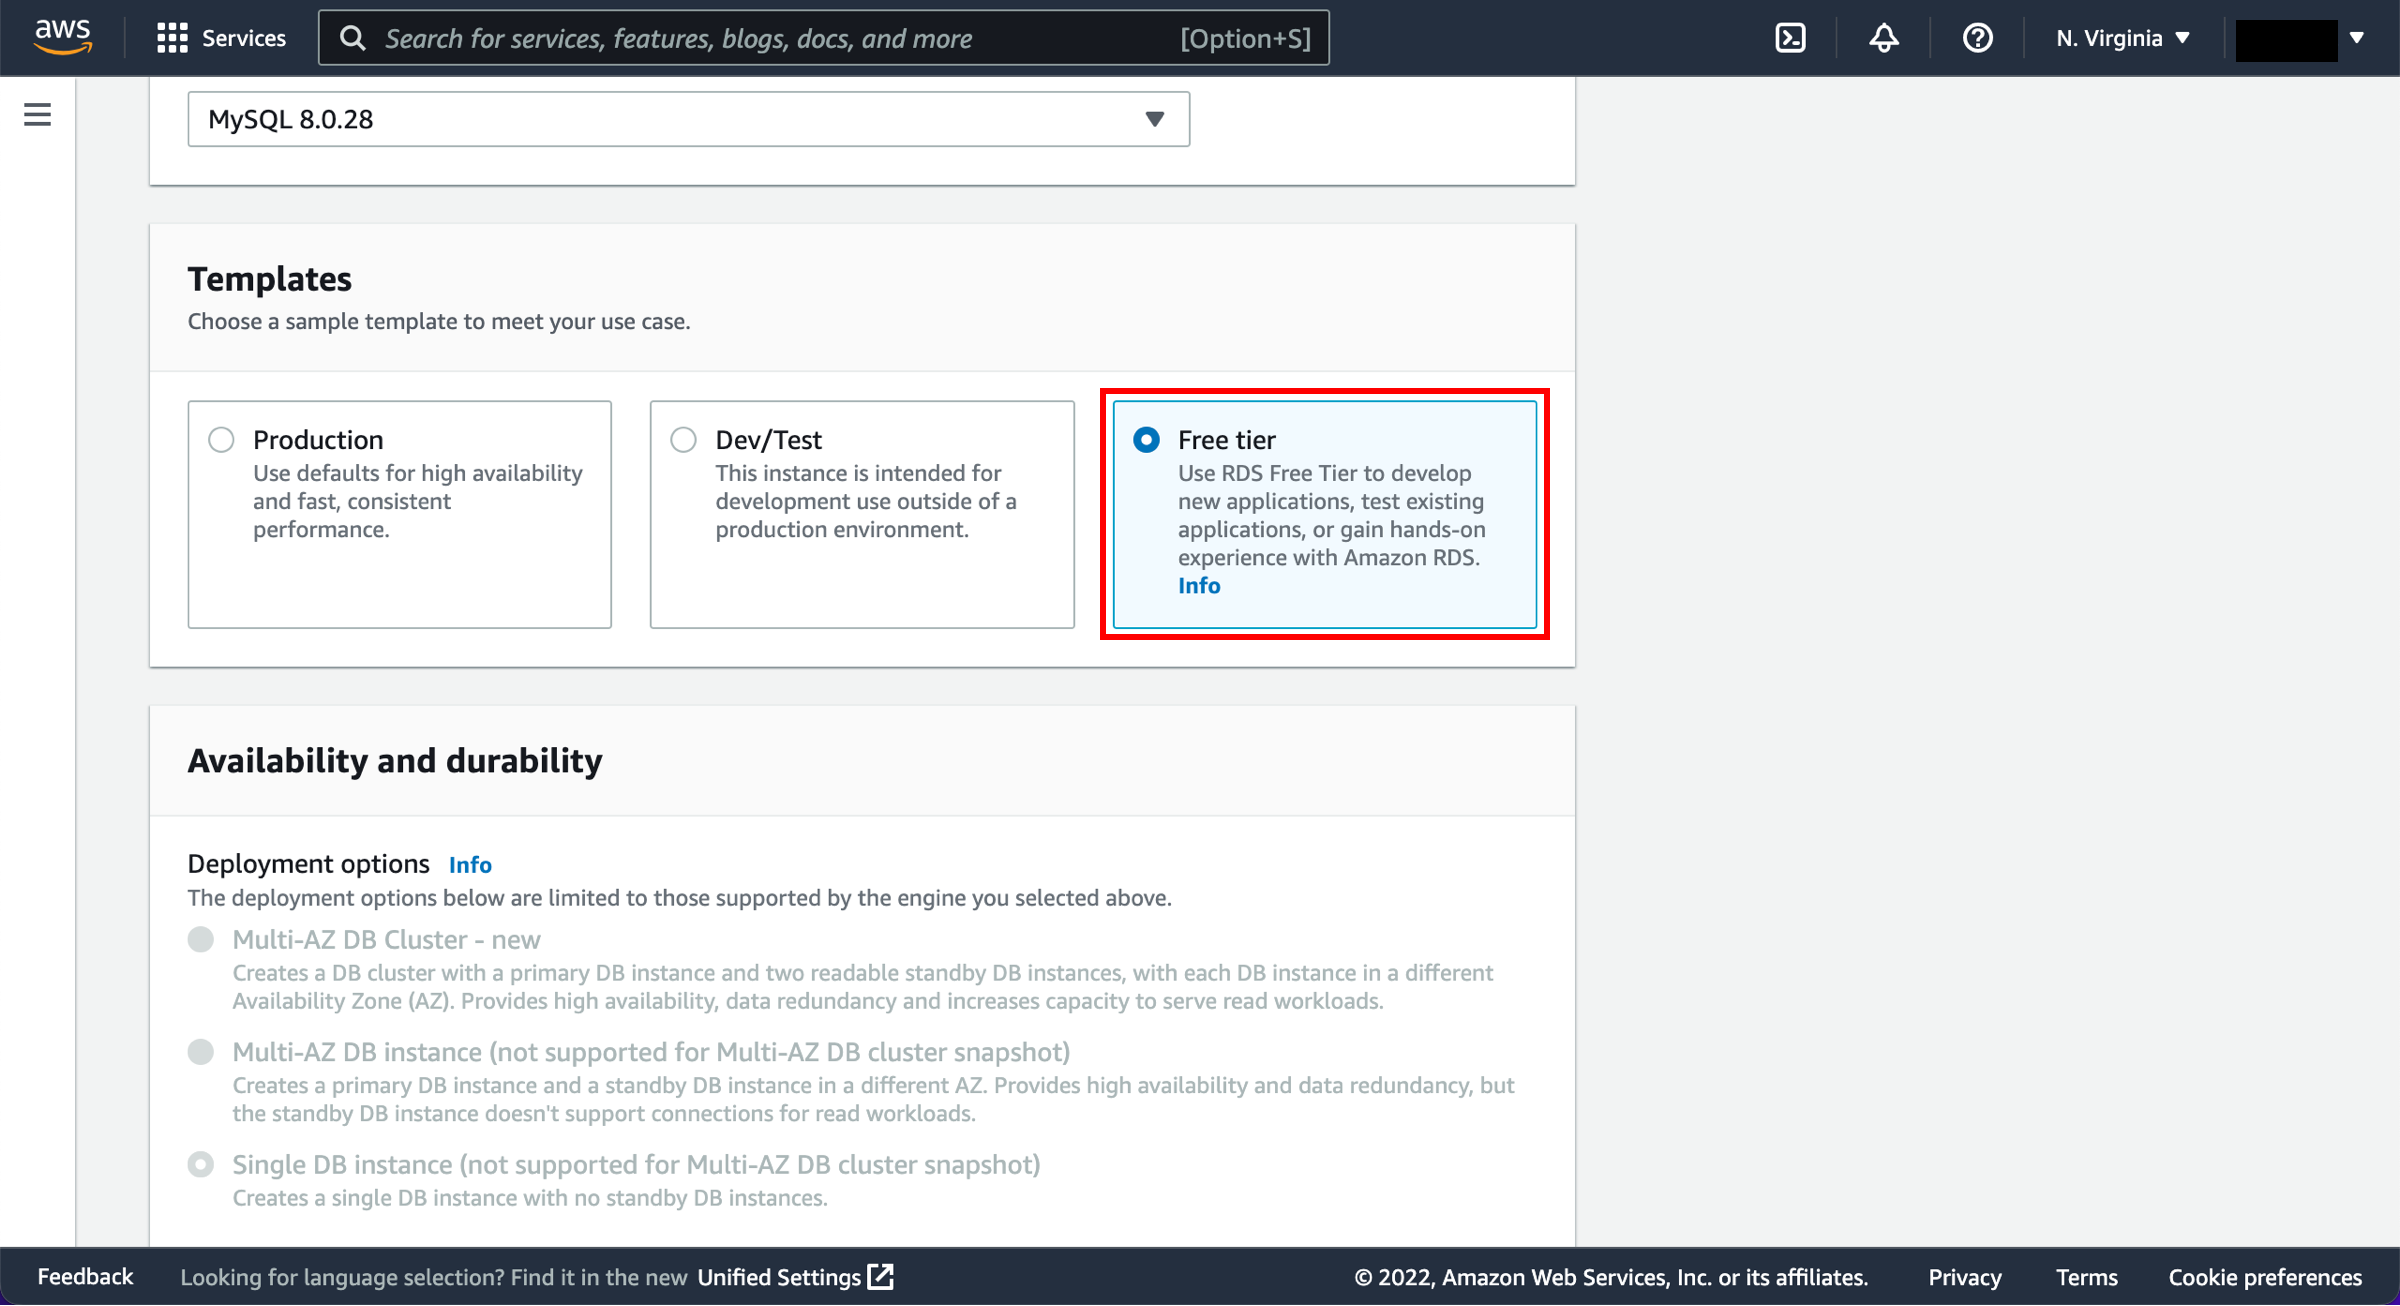 aws
Services
Search for services, features, blogs, docs, and more
[Option+S]
N. Virginia
MySQL 8.0.28
Templates
Choose a sample template to meet your use case.
Production
Use defaults for high availability
and fast, consistent
performance.
Dev/Test
This instance is intended for
development use outside of a
production environment.
Free tier
Use RDS Free Tier to develop
new applications, test existing
applications, or gain hands-on
experience with Amazon RDS.
Info
Availability and durability
Deployment options Info
The deployment options below are limited to those supported by the engine you selected above.
Multi-AZ DB Cluster - new
Creates a DB cluster with a primary DB instance and two readable standby DB instances, with each DB instance in a different
Availability Zone (AZ). Provides high availability, data redundancy and increases capacity to serve read workloads.
Multi-AZ DB instance (not supported for Multi-AZ DB cluster snapshot)
Creates a primary DB instance and a standby DB instance in a different AZ. Provides high availability and data redundancy, but
the standby DB instance doesn't support connections for read workloads.
Single DB instance (not supported for Multi-AZ DB cluster snapshot)
Creates a single DB instance with no standby DB instances.
Feedback
Looking for language selection? Find it in the new Unified Settings
© 2022, Amazon Web Services, Inc. or its affiliates.
Privacy
Terms
Cookie preferences